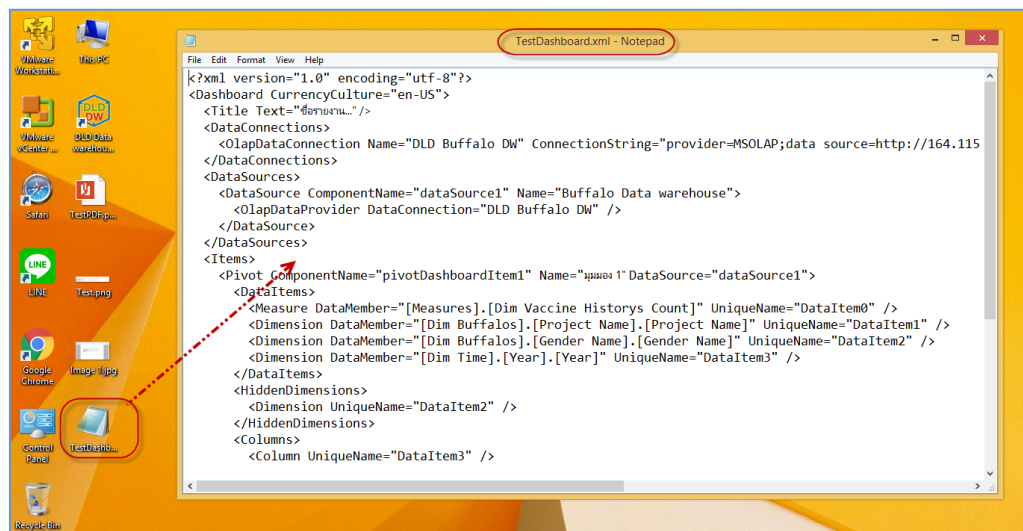 VMware
Workstati...
This PC
VMware
vCenter ...
DLD
DW
DLD Data
warehou...
Safari
TestPDF.p...
LINE
LINE
Test.png
Google
Chrome
Image 1.jpg
Control
Panel
TestDashb...
Recycle Bin
TestDashboard.xml - Notepad
File Edit Format View Help
<?xml version="1.0" encoding="utf-8"?>
<Dashboard CurrencyCulture="en-US">
<Title Text="ชื่อรายงาน..." />
<DataConnections>
<OlapDataConnection Name="DLD Buffalo DW" ConnectionString="provider=MSOLAP;data source=http://164.115
</DataConnections>
<DataSources>
<DataSource ComponentName="dataSource1" Name="Buffalo Data warehouse">
<OlapDataProvider DataConnection="DLD Buffalo DW" />
</DataSource>
</DataSources>
<Items>
<Pivot ComponentName="pivotDashboardItem1" Name="มุมมอง 1" DataSource="dataSource1">
<DataItems>
<Measure DataMember="[Measures].[Dim Vaccine Historys Count]" UniqueName="DataItem0" />
<Dimension DataMember="[Dim Buffalos].[Project Name].[Project Name]" UniqueName="DataItem1" />
<Dimension DataMember="[Dim Buffalos].[Gender Name].[Gender Name]" UniqueName="DataItem2" />
<Dimension DataMember="[Dim Time].[Year].[Year]" UniqueName="DataItem3" />
</DataItems>
<HiddenDimensions>
<Dimension UniqueName="DataItem2" />
</HiddenDimensions>
<Columns>
<Column UniqueName="DataItem3" />